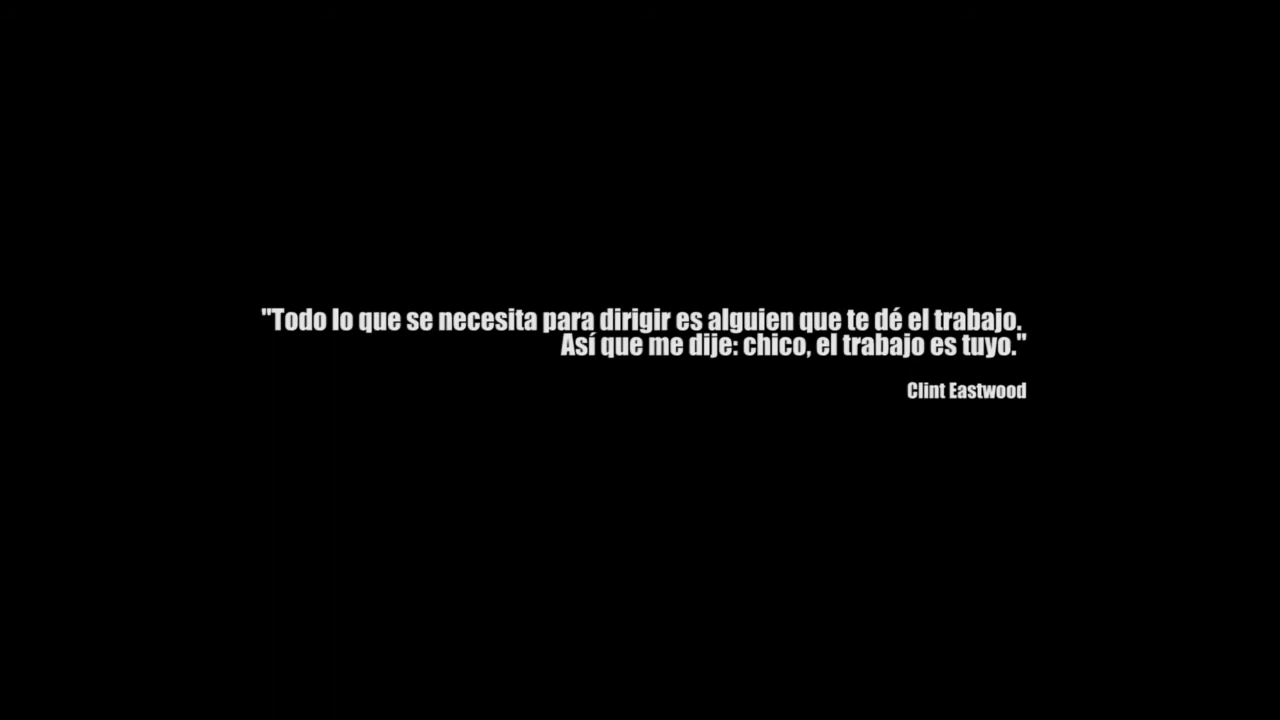 "Todo lo que se necesita para dirigir es alguien que te dé el trabajo.
Así que me dije: chico, el trabajo es tuyo."
Clint Eastwood